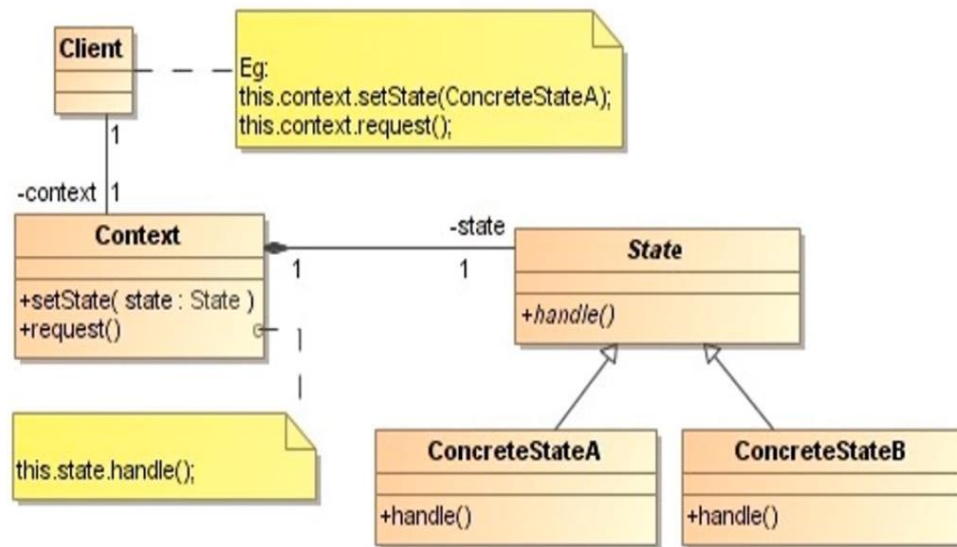 Client
Eg:
this.context.setState(ConcreteStateA);
this.context.request();
1
-context 1
Context
+setState( state : State )
+request()
1
-state
1
State
+handle()
this.state.handle();
ConcreteStateA
+handle()
ConcreteStateB
+handle()